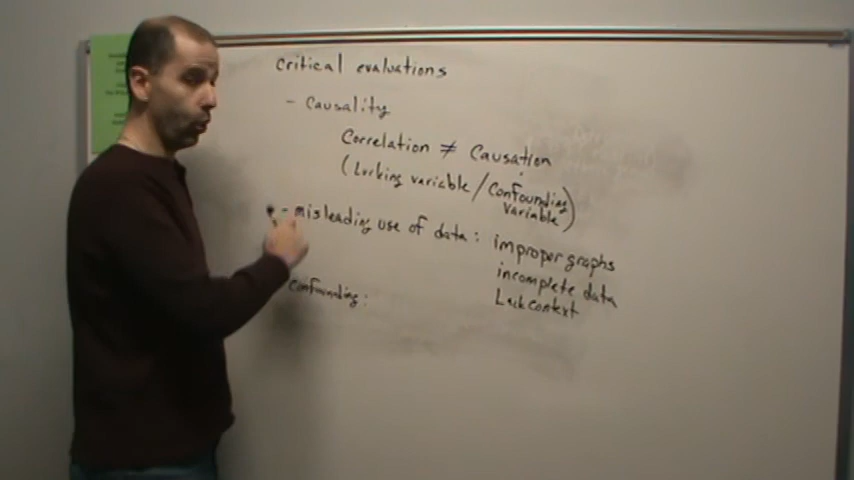 Critical evaluations
- Causality
Correlation ≠ Causation
(Lurking variable / Confounding variable)
- misleading use of data: improper graphs
incomplete data
Lack context
Confounding: